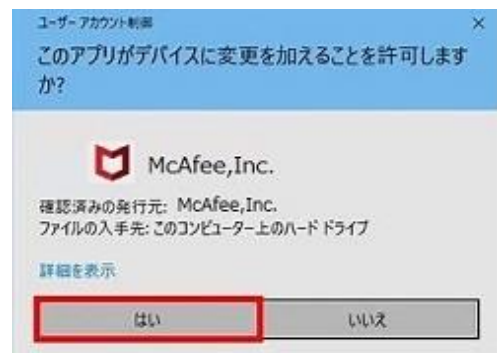 ユーザー アカウント制御
このアプリがデバイスに変更を加えることを許可します
か?
McAfee,Inc.
確認済みの発行元: McAfee,Inc.
ファイルの入手先: このコンピューター上のハード ドライブ
詳細を表示
はい
いいえ